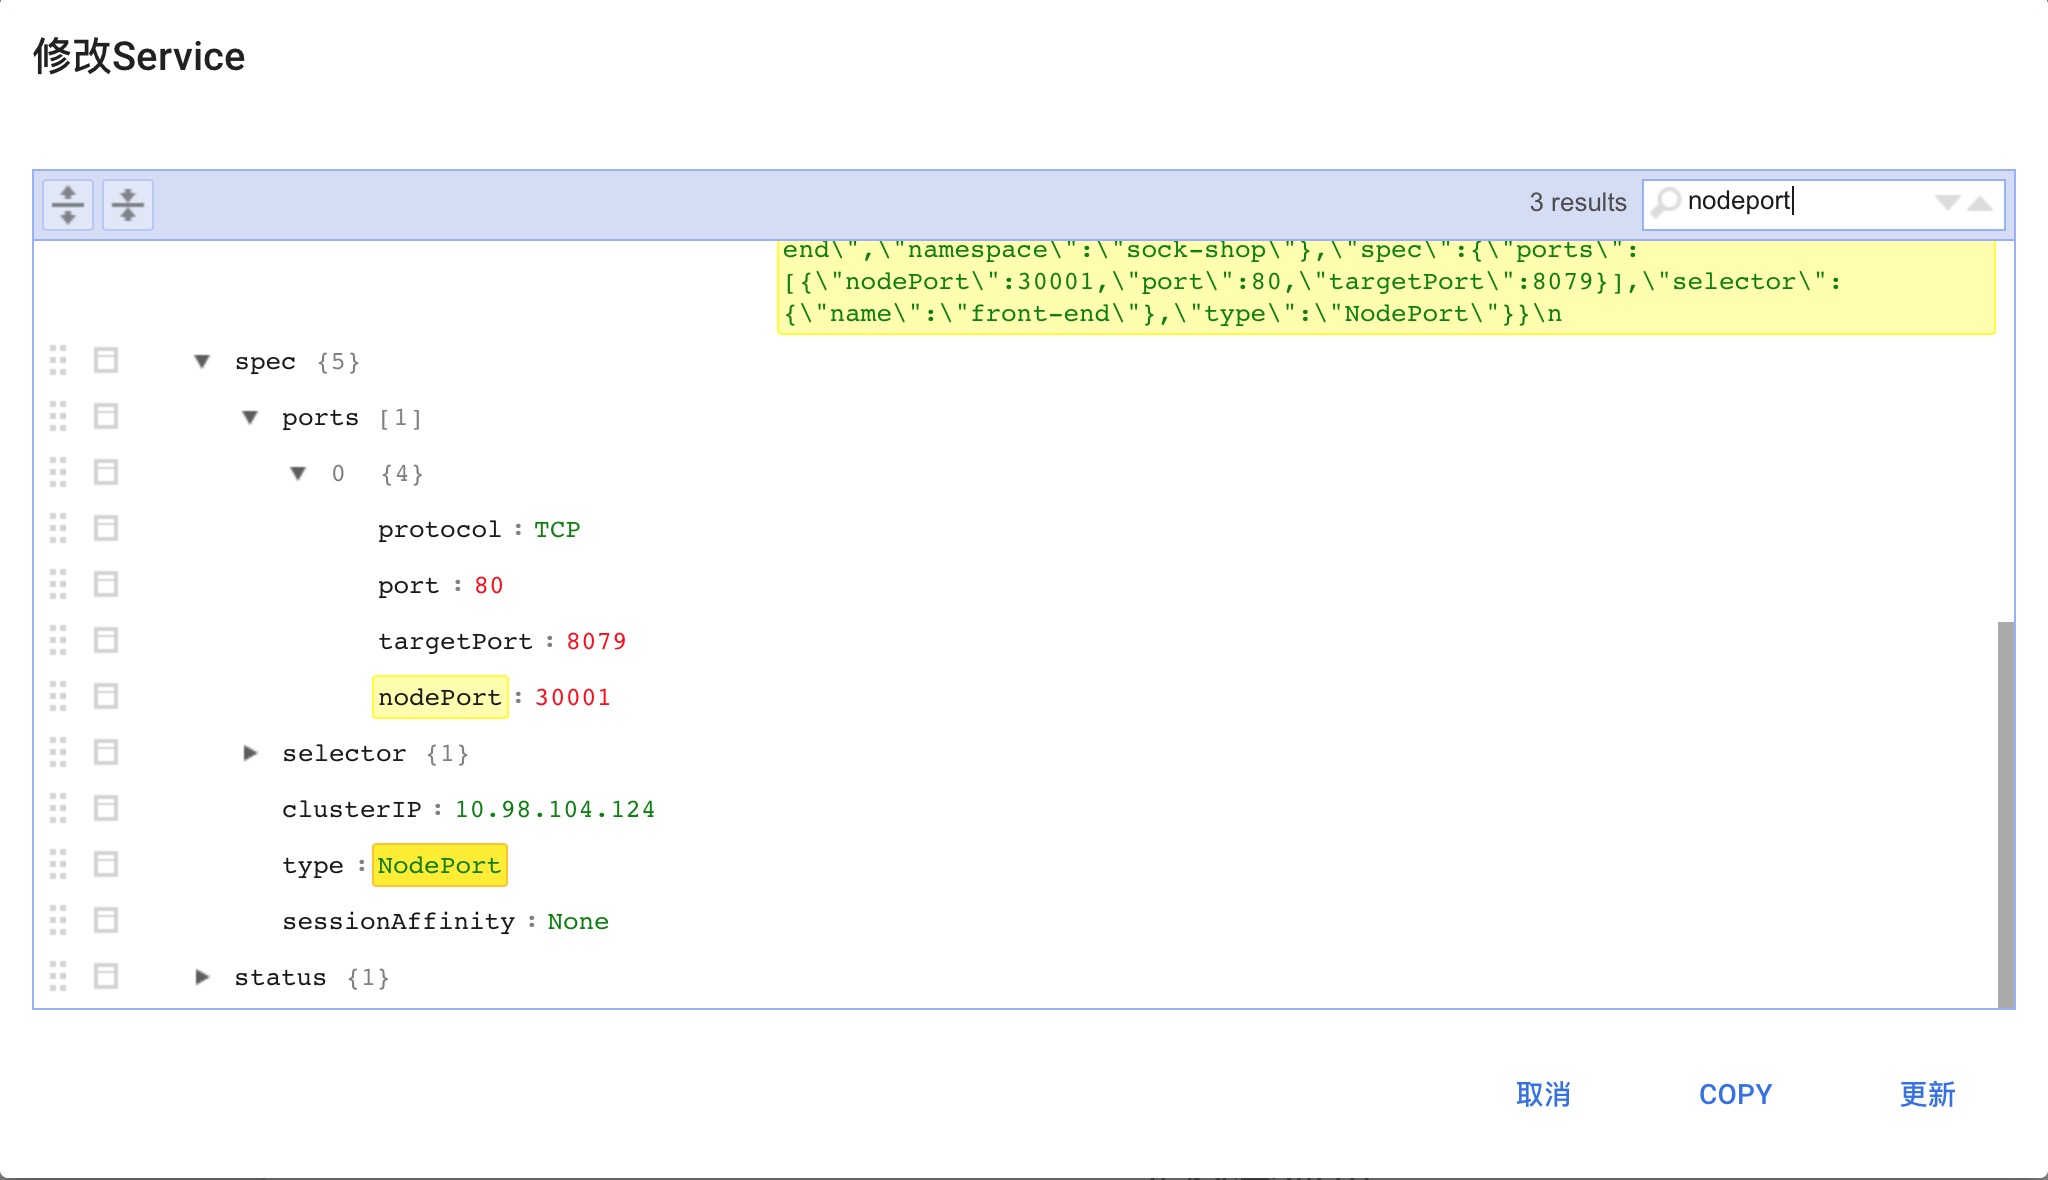 修改Service
3 results
nodeport
end\",\"namespace\":\"sock-shop\"},\"spec\":{\"ports\":
[{\"nodePort\":30001,\"port\":80,\"targetPort\":8079}],\"selector\":
{\"name\":\"front-end\"},\"type\":\"NodePort\"}}\n
spec {5}
ports [1]
0 {4}
protocol : TCP
port : 80
targetPort : 8079
nodePort : 30001
selector {1}
clusterIP : 10.98.104.124
type : NodePort
sessionAffinity : None
status {1}
取消 COPY 更新